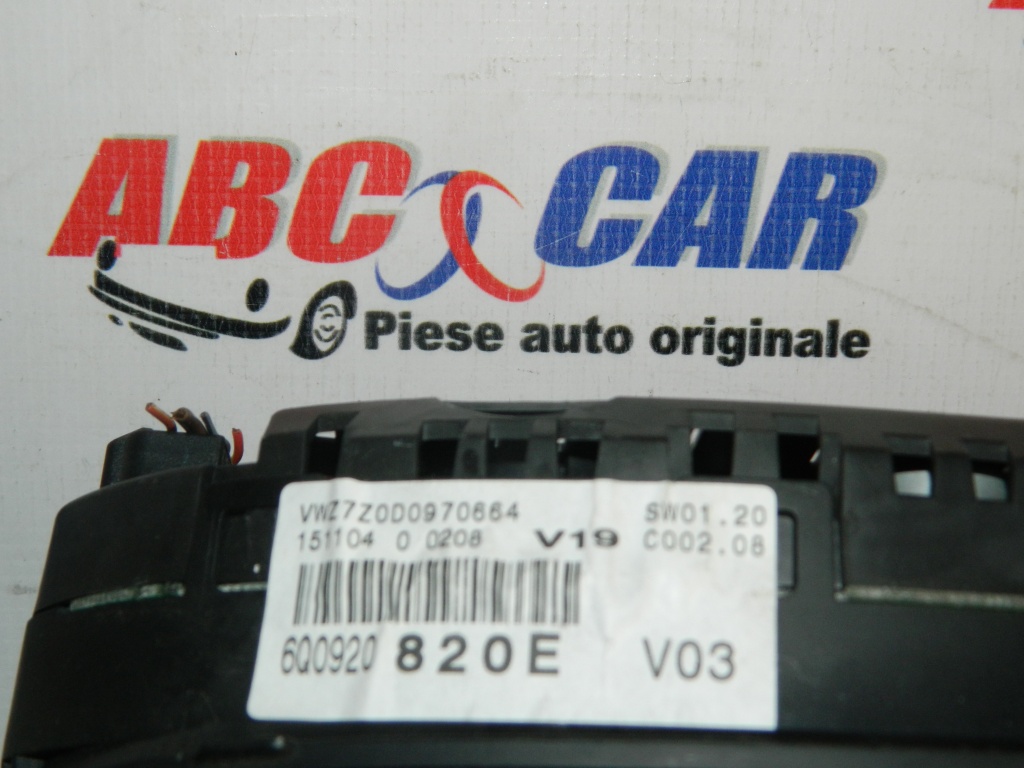 ABC CAR
Piese auto originale
VWZ7Z0D0970664 SW01.20
151104 0 0208 V19 C002.08
6Q0920 820E V03